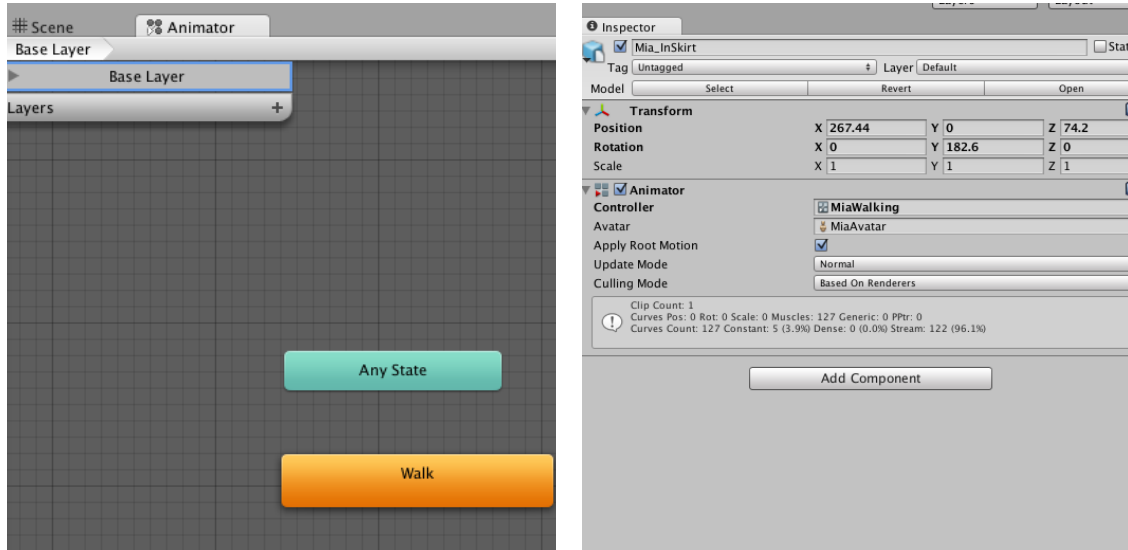 Scene
Animator
Base Layer
Base Layer
Layers +
Any State
Walk
Inspector
Mia_InSkirt
Tag Untagged Layer Default
Model Select Revert Open
Transform
Position X 267.44 Y 0 Z 74.2
Rotation X 0 Y 182.6 Z 0
Scale X 1 Y 1 Z 1
Animator
Controller MiaWalking
Avatar MiaAvatar
Apply Root Motion
Update Mode Normal
Culling Mode Based On Renderers
Clip Count: 1
Curves Pos: 0 Rot: 0 Scale: 0 Muscles: 127 Generic: 0 PPtr: 0
Curves Count: 127 Constant: 5 (3.9%) Dense: 0 (0.0%) Stream: 122 (96.1%)
Add Component